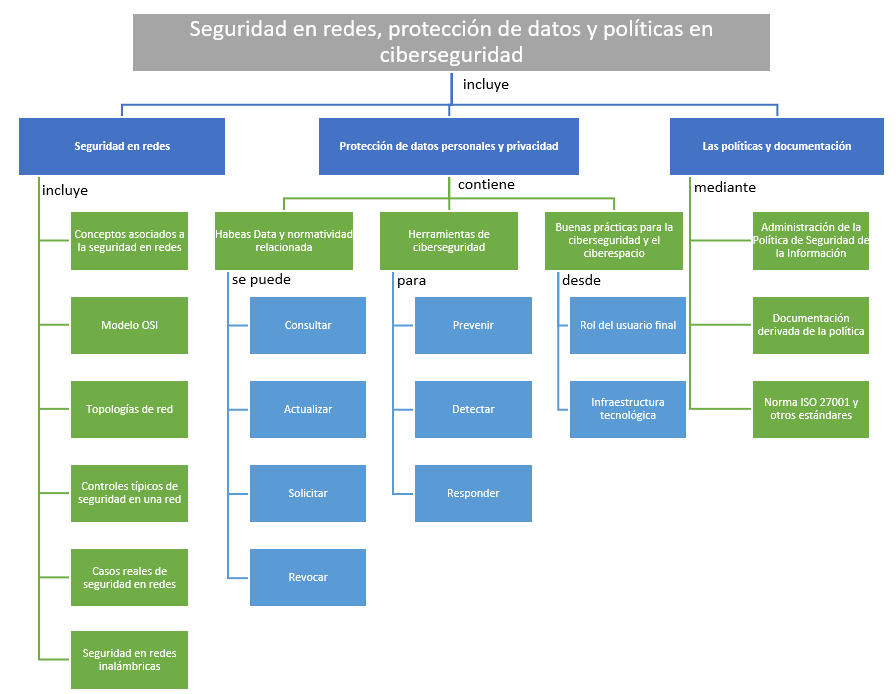 Seguridad en redes, protección de datos y políticas en
ciberseguridad
incluye
Seguridad en redes
Protección de datos personales y privacidad
Las políticas y documentación
incluye
contiene
mediante
Conceptos asociados a
la seguridad en redes
Modelo OSI
Topologías de red
Controles típicos de
seguridad en una red
Casos reales de
seguridad en redes
Seguridad en redes
inalámbricas
Habeas Data y normatividad
relacionada
se puede
Consultar
Actualizar
Solicitar
Revocar
Herramientas de
ciberseguridad
para
Prevenir
Detectar
Responder
Buenas prácticas para la
ciberseguridad y el
ciberespacio
desde
Rol del usuario final
Infraestructura
tecnológica
Administración de la
Política de Seguridad de
la Información
Documentación
derivada de la política
Norma ISO 27001 y
otros estándares